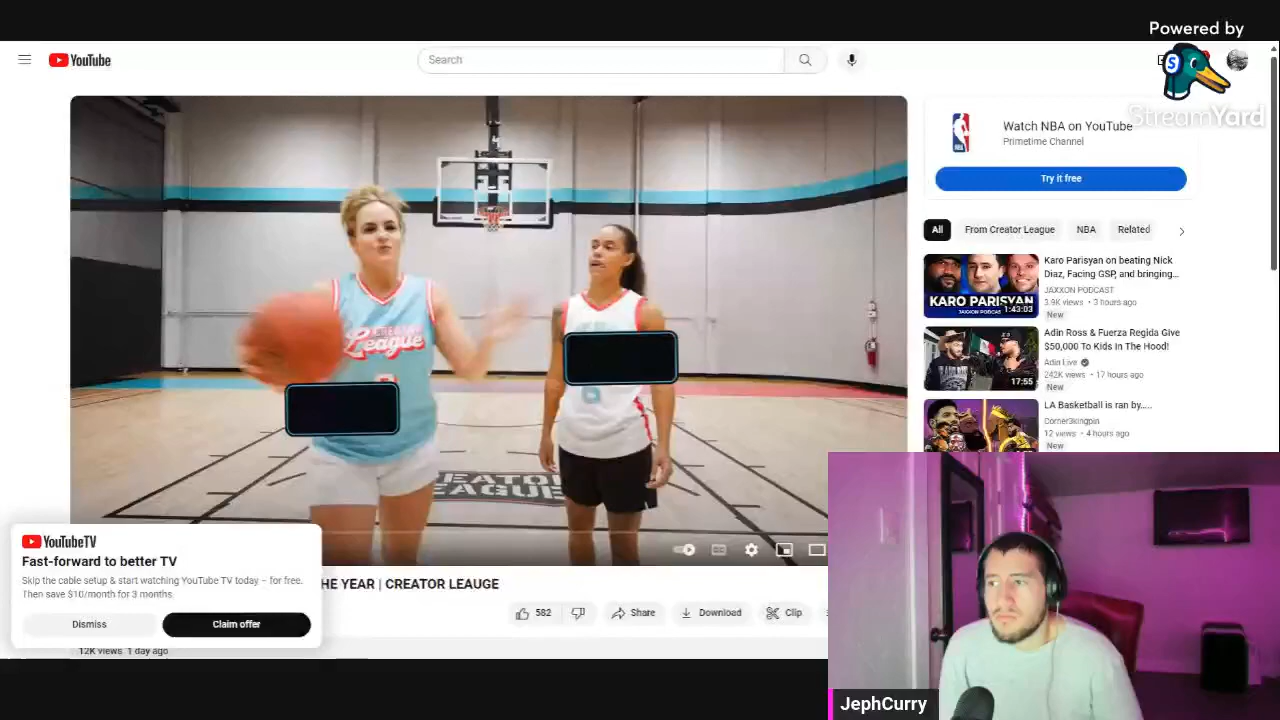 Powered by
StreamYard
YouTube
Search
CREATOR
League
CREATOR
LEAGUE
HE YEAR | CREATOR LEAUGE
582
Share
Download
Clip
12K views 1 day ago
YouTubeTV
Fast-forward to better TV
Skip the cable setup & start watching YouTube TV today – for free.
Then save $10/month for 3 months.
Dismiss
Claim offer
Watch NBA on YouTube
Primetime Channel
Try it free
All
From Creator League
NBA
Related
KARO PARISYAN
JAXXON PODCAST
1:43:03
Karo Parisyan on beating Nick
Diaz, Facing GSP, and bringing...
JAXXON PODCAST
3.9K views • 3 hours ago
New
17:55
Adin Ross & Fuerza Regida Give
$50,000 To Kids In The Hood!
Adin Live
242K views • 17 hours ago
New
LA Basketball is ran by.....
Corner3kingpin
12 views • 4 hours ago
New
JephCurry